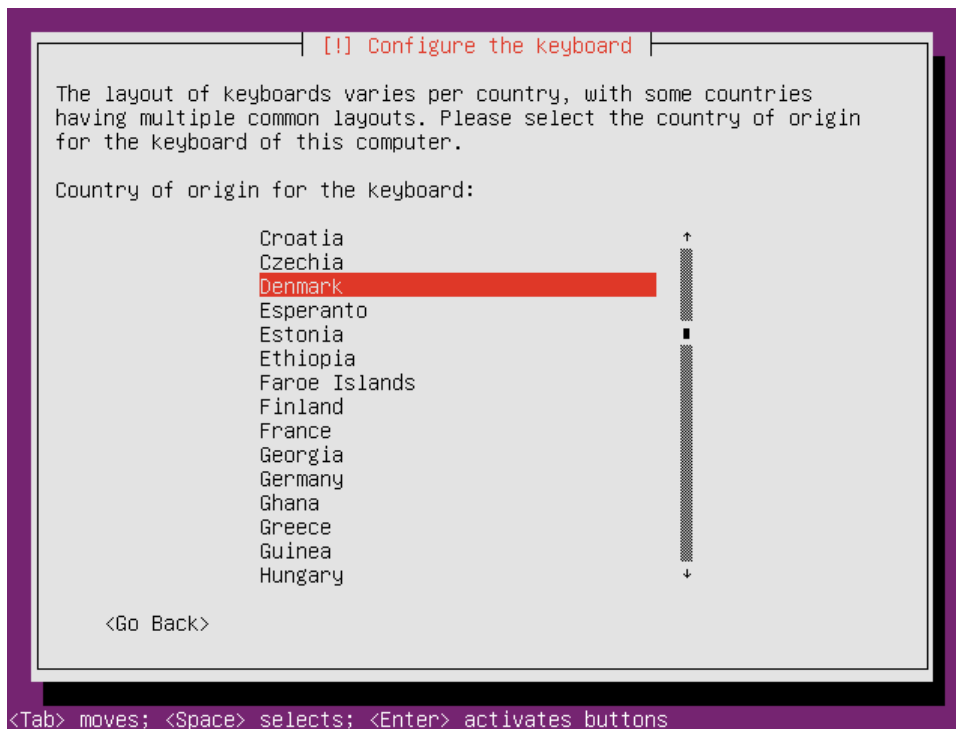 [!] Configure the keyboard
The layout of keyboards varies per country, with some countries
having multiple common layouts. Please select the country of origin
for the keyboard of this computer.
Country of origin for the keyboard:
Croatia
Czechia
Denmark
Esperanto
Estonia
Ethiopia
Faroe Islands
Finland
France
Georgia
Germany
Ghana
Greece
Guinea
Hungary
<Go Back>
<Tab> moves; <Space> selects; <Enter> activates buttons